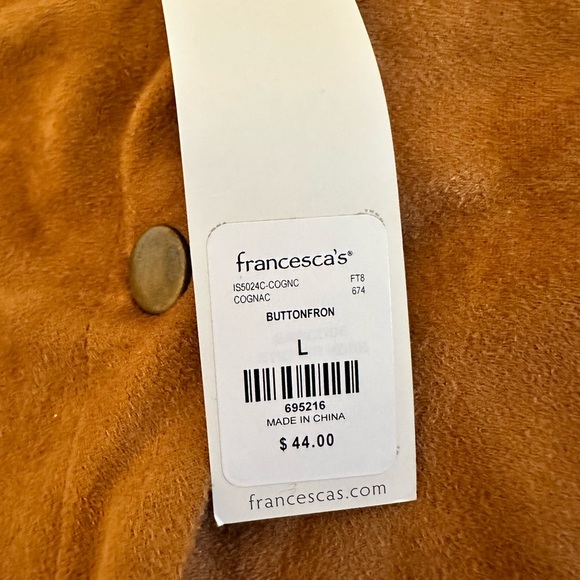 francesca's®
IS5024C-COGNC FT8
COGNAC 674
BUTTONFRON
L
695216
MADE IN CHINA
$ 44.00
francescas.com